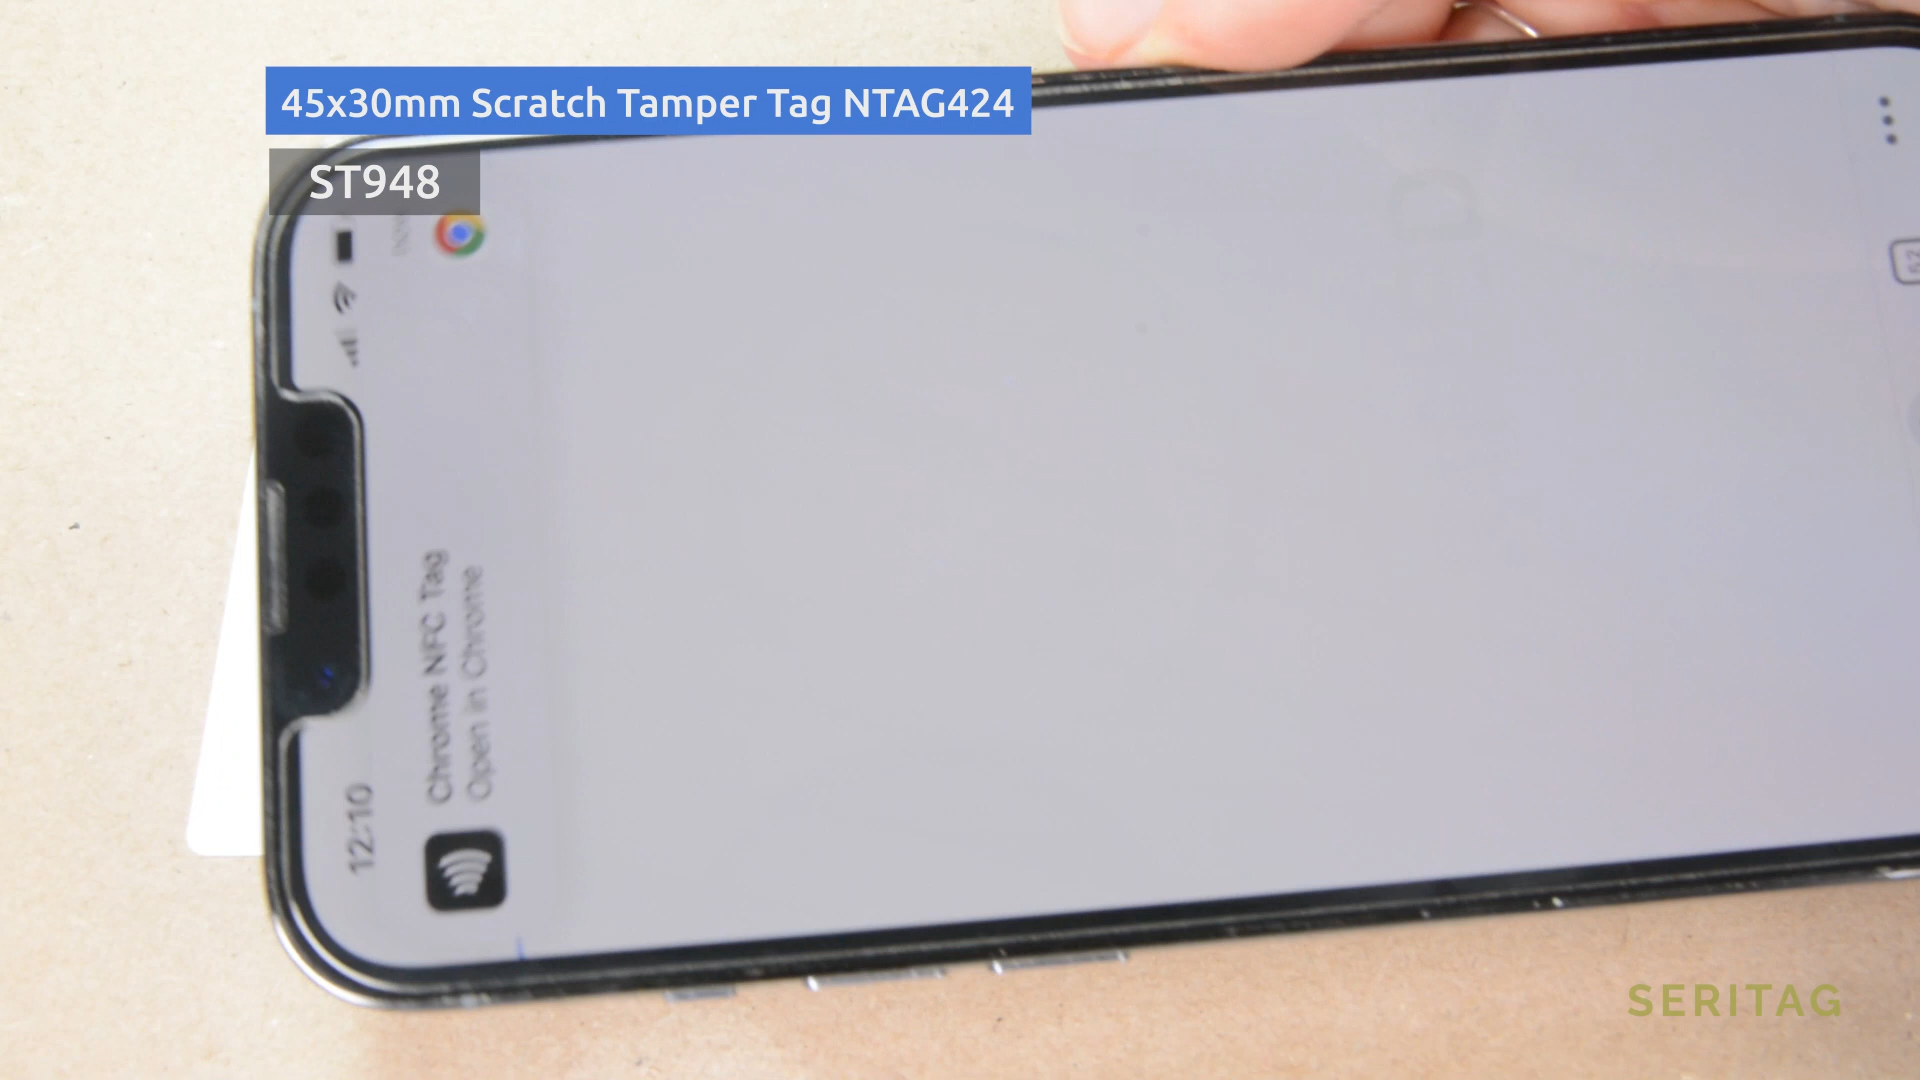 45x30mm Scratch Tamper Tag NTAG424
ST948
12:10
Chrome NFC Tag
Open in Chrome
SERITAG